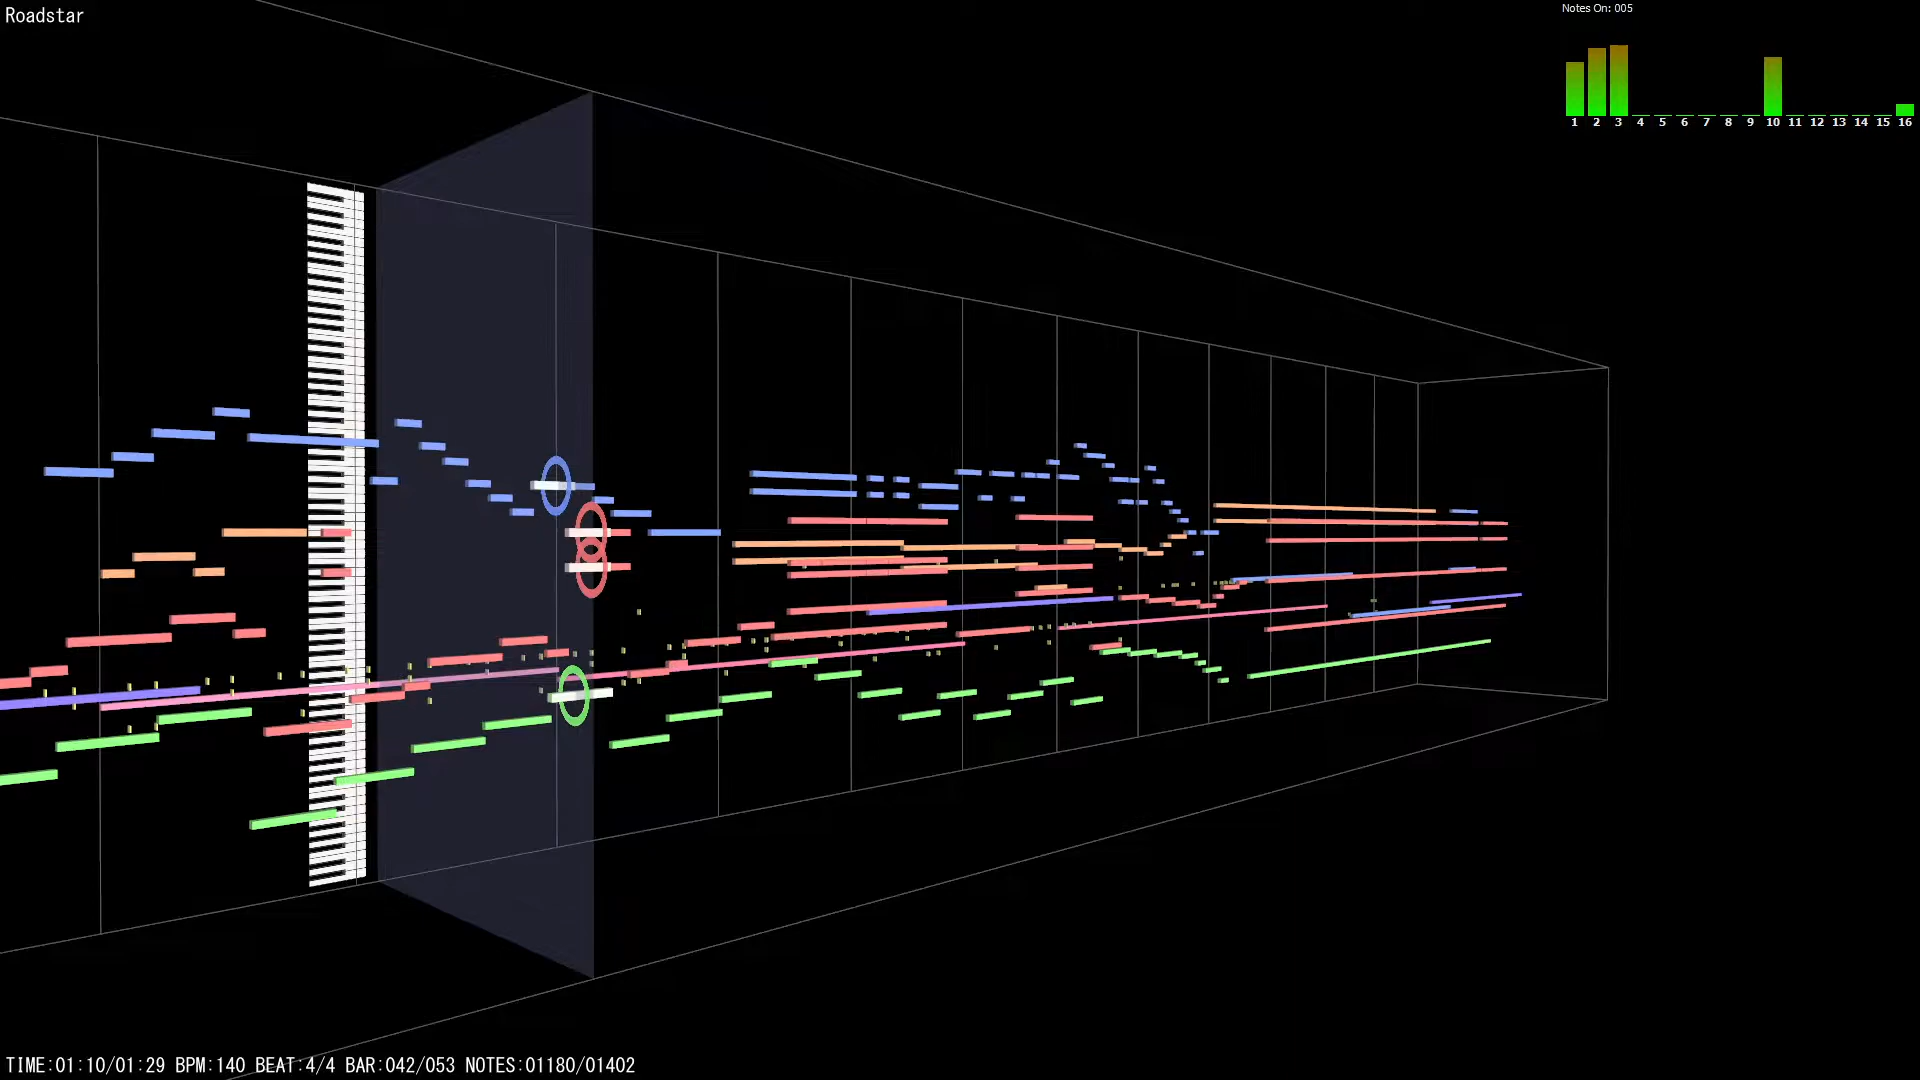 Roadstar
Notes On: 005
1 2 3 4 5 6 7 8 9 10 11 12 13 14 15 16
TIME:01:10/01:29 BPM:140 BEAT:4/4 BAR:042/053 NOTES:01180/01402